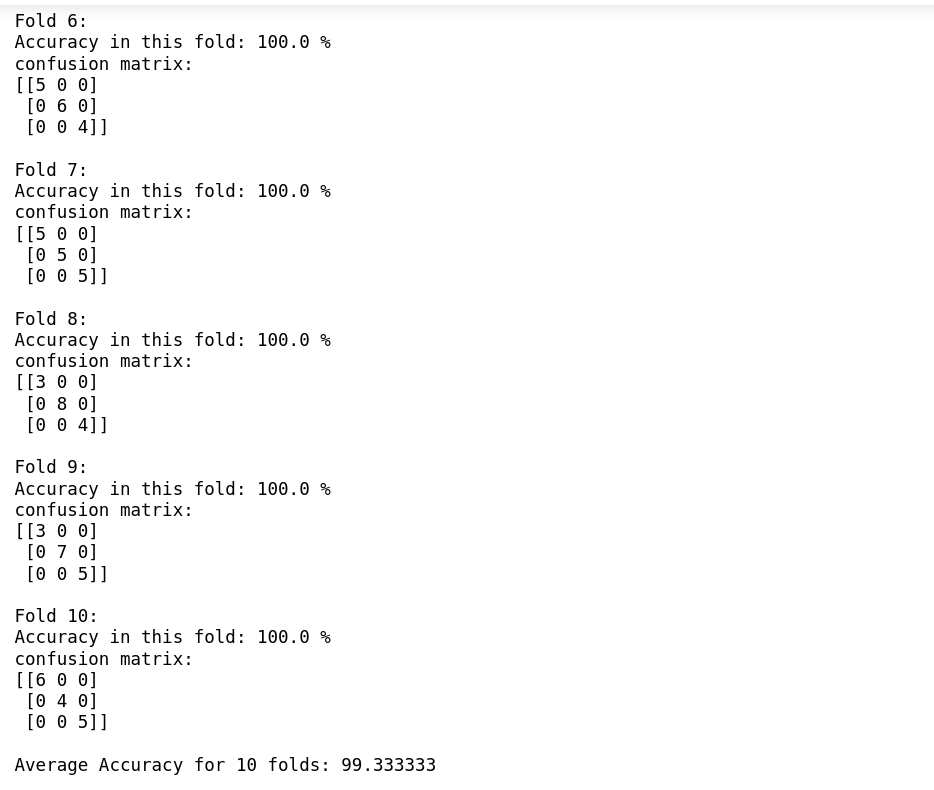 Fold 6:
Accuracy in this fold: 100.0 %
confusion matrix:
[[5 0 0]
 [0 6 0]
 [0 0 4]]

Fold 7:
Accuracy in this fold: 100.0 %
confusion matrix:
[[5 0 0]
 [0 5 0]
 [0 0 5]]

Fold 8:
Accuracy in this fold: 100.0 %
confusion matrix:
[[3 0 0]
 [0 8 0]
 [0 0 4]]

Fold 9:
Accuracy in this fold: 100.0 %
confusion matrix:
[[3 0 0]
 [0 7 0]
 [0 0 5]]

Fold 10:
Accuracy in this fold: 100.0 %
confusion matrix:
[[6 0 0]
 [0 4 0]
 [0 0 5]]

Average Accuracy for 10 folds: 99.333333